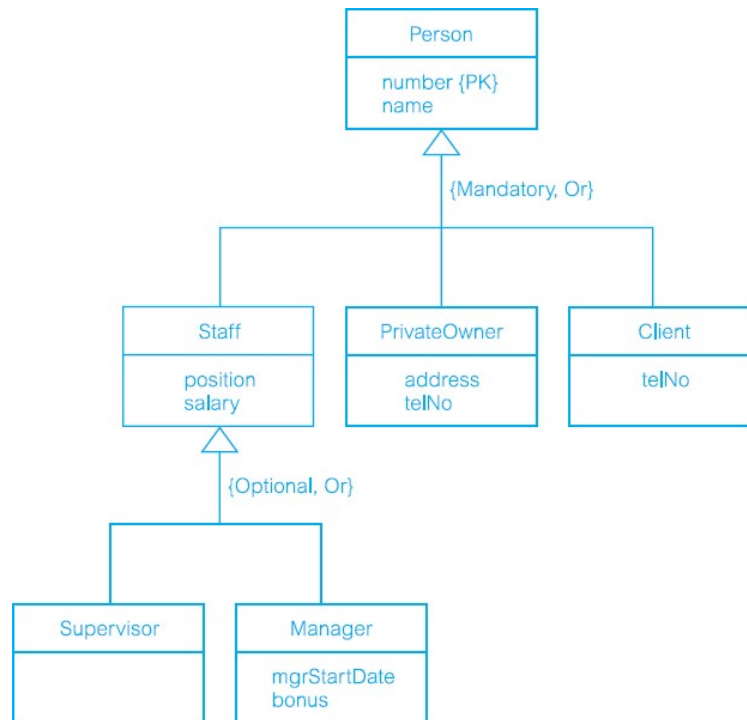 Person
number {PK}
name
{Mandatory, Or}
Staff
PrivateOwner
Client
position
salary
address
telNo
telNo
{Optional, Or}
Supervisor
Manager
mgrStartDate
bonus